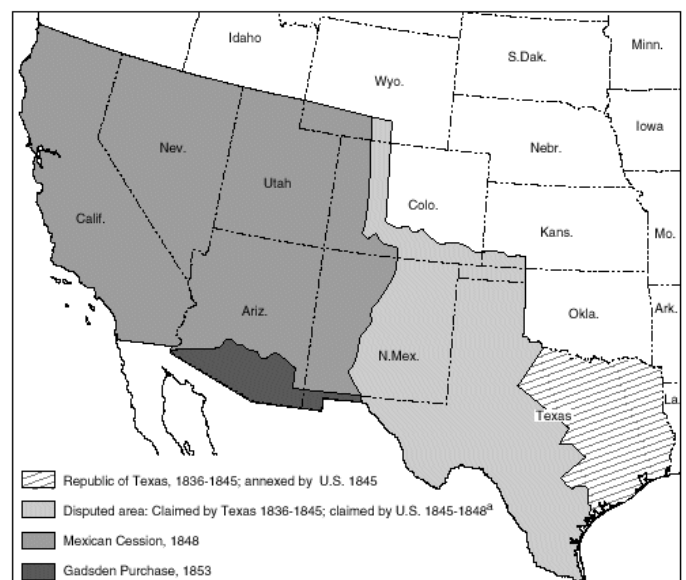 Idaho
Minn.
S.Dak.
Wyo.
Iowa
Nev.
Nebr.
Utah
Colo.
Calif.
Kans.
Mo.
Ariz.
Okla.
Ark.
N.Mex.
La.
Texas
Republic of Texas, 1836-1845; annexed by U.S. 1845
Disputed area: Claimed by Texas 1836-1845; claimed by U.S. 1845-1848ª
Mexican Cession, 1848
Gadsden Purchase, 1853